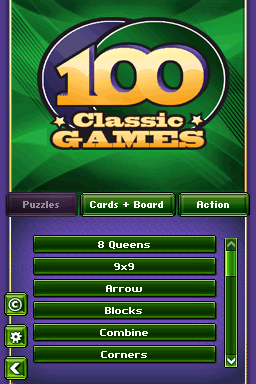 100
Classic
GAMES
Puzzles
Cards + Board
Action
8 Queens
9x9
Arrow
Blocks
Combine
Corners
©